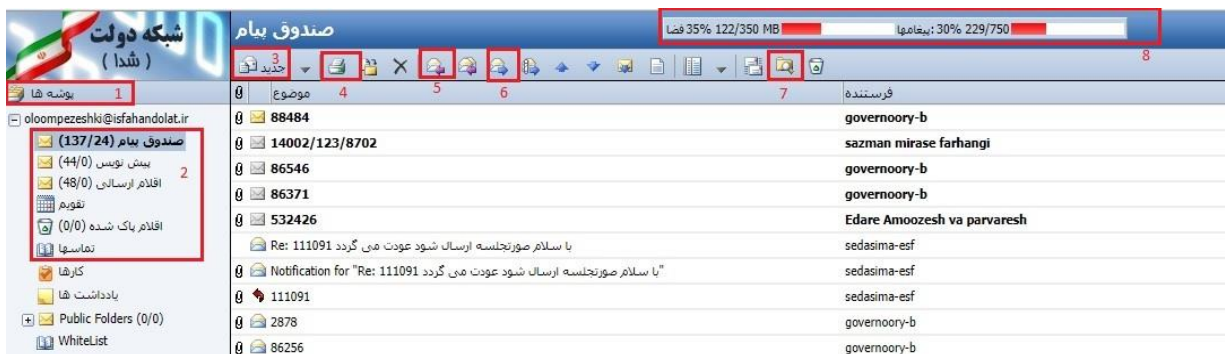 شبکه دولت
( شدا )
صندوق پیام
فضا 35% 122/350 MB
پیغامها: 30% 229/750
8
3
جدید
4
5
6
7
پوشه ها
1
موضوع
فرستنده
oloompezeshki@isfahandolat.ir
صندوق پیام (137/24)
پیش نویس (44/0)
2
اقلام ارسالی (48/0)
تقویم
اقلام پاک شده (0/0)
تماسها
کارها
یادداشت ها
Public Folders (0/0)
WhiteList
88484
governoory-b
14002/123/8702
sazman mirase farhangi
86546
governoory-b
86371
governoory-b
532426
Edare Amoozesh va parvaresh
Re: 111091 با سلام صورتجلسه ارسال شود عودت می گردد
sedasima-esf
Notification for "Re: 111091 با سلام صورتجلسه ارسال شود عودت می گردد"
sedasima-esf
111091
sedasima-esf
2878
governoory-b
86256
governoory-b